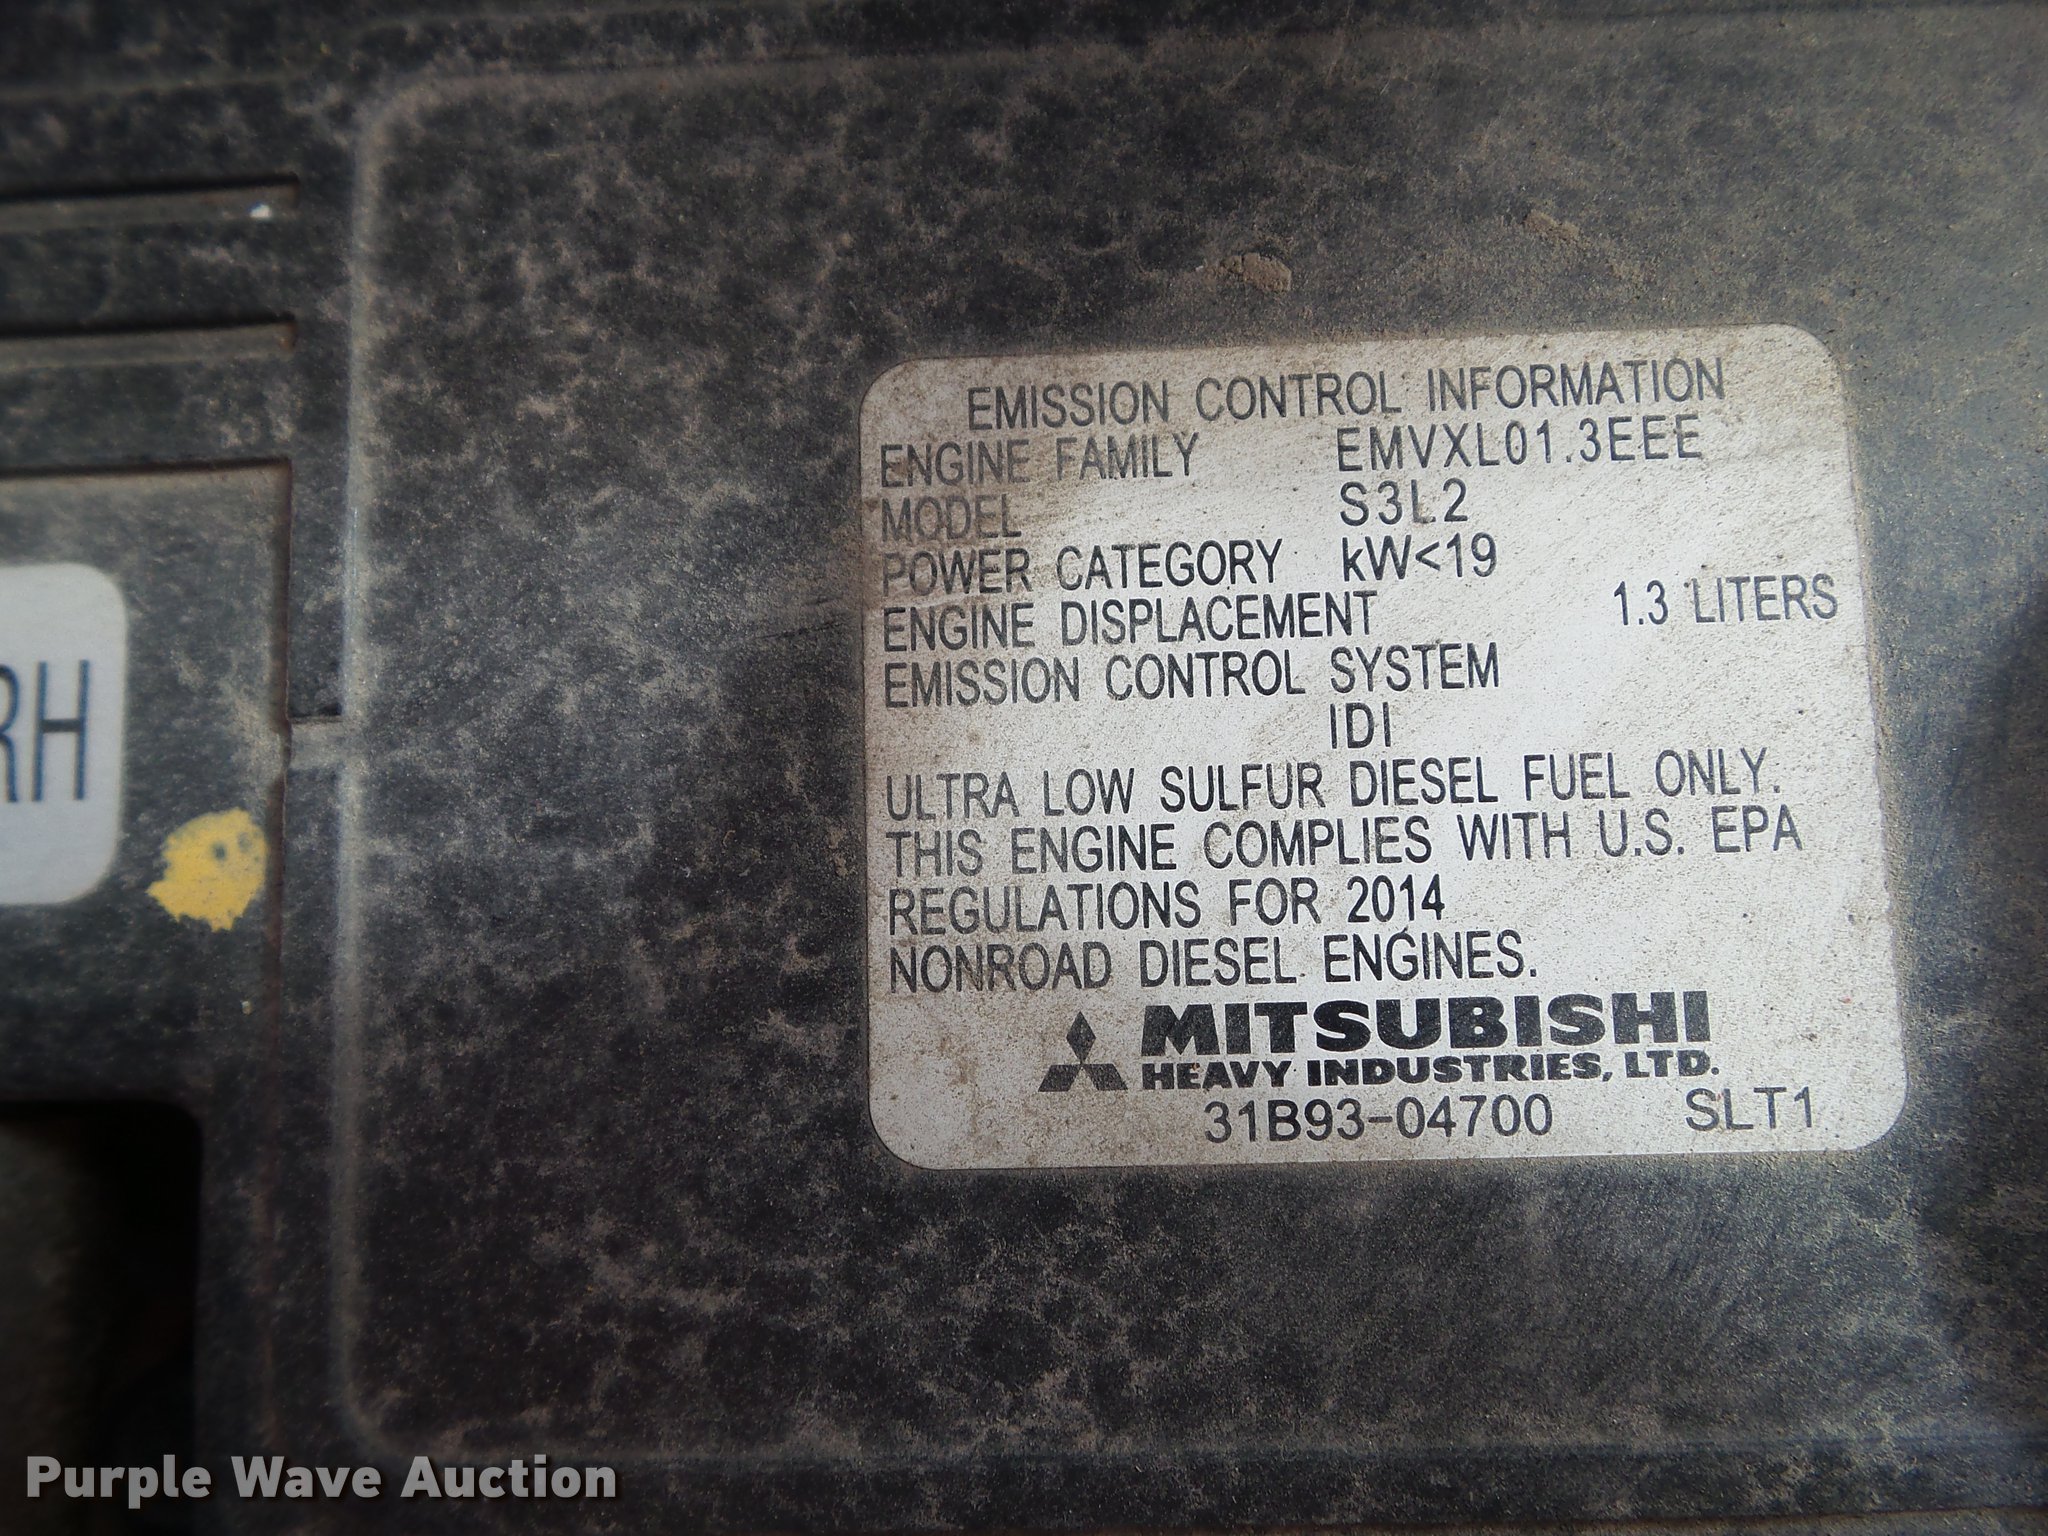 EMISSION CONTROL INFORMATION
ENGINE FAMILY EMVXL01.3EEE
MODEL S3L2
POWER CATEGORY kW<19
ENGINE DISPLACEMENT 1.3 LITERS
EMISSION CONTROL SYSTEM
IDI
ULTRA LOW SULFUR DIESEL FUEL ONLY.
THIS ENGINE COMPLIES WITH U.S. EPA
REGULATIONS FOR 2014
NONROAD DIESEL ENGINES.
MITSUBISHI
HEAVY INDUSTRIES, LTD.
31B93-04700 SLT1
RH
Purple Wave Auction